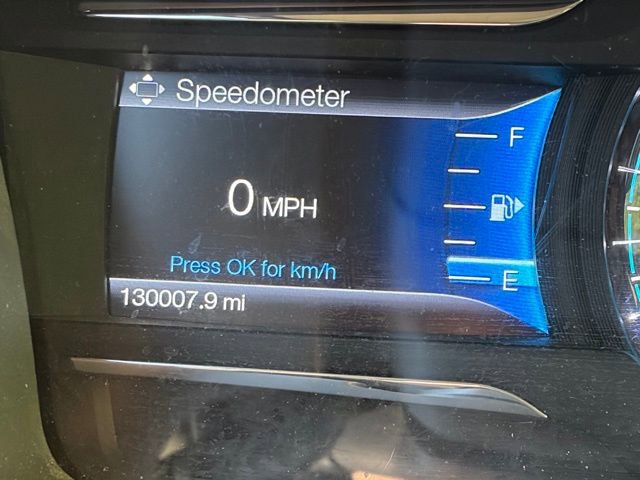 Speedometer
F
0 MPH
Press OK for km/h
E
130007.9 mi